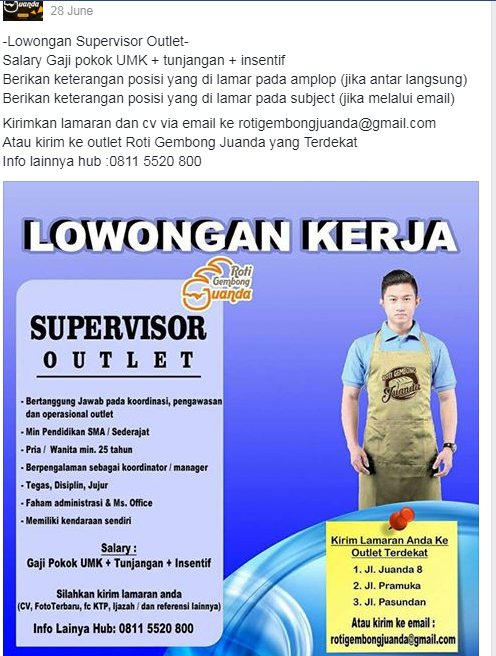 Juanda
28 June
-Lowongan Supervisor Outlet-
Salary Gaji pokok UMK + tunjangan + insentif
Berikan keterangan posisi yang di lamar pada amplop (jika antar langsung)
Berikan keterangan posisi yang di lamar pada subject (jika melalui email)
Kirimkan lamaran dan cv via email ke rotigembongjuanda@gmail.com
Atau kirim ke outlet Roti Gembong Juanda yang Terdekat
Info lainnya hub :0811 5520 800
LOWONGAN KERJA
Roti
Gembong
Juanda
SUPERVISOR
OUTLET
- Bertanggung Jawab pada koordinasi, pengawasan
dan operasional outlet
- Min Pendidikan SMA / Sederajat
- Pria / Wanita min. 25 tahun
- Berpengalaman sebagai koordinator / manager
- Tegas, Disiplin, Jujur
- Faham administrasi & Ms. Office
- Memiliki kendaraan sendiri
Salary :
Gaji Pokok UMK + Tunjangan + Insentif
Silahkan kirim lamaran anda
(CV, FotoTerbaru, fc KTP, Ijazah / dan referensi lainnya)
Info Lainya Hub: 0811 5520 800
ROTI GEMBONG
Juanda
Kirim Lamaran Anda Ke
Outlet Terdekat
1. Jl. Juanda 8
2. Jl. Pramuka
3. Jl. Pasundan
Atau kirim ke email :
rotigembongjuanda@gmail.com